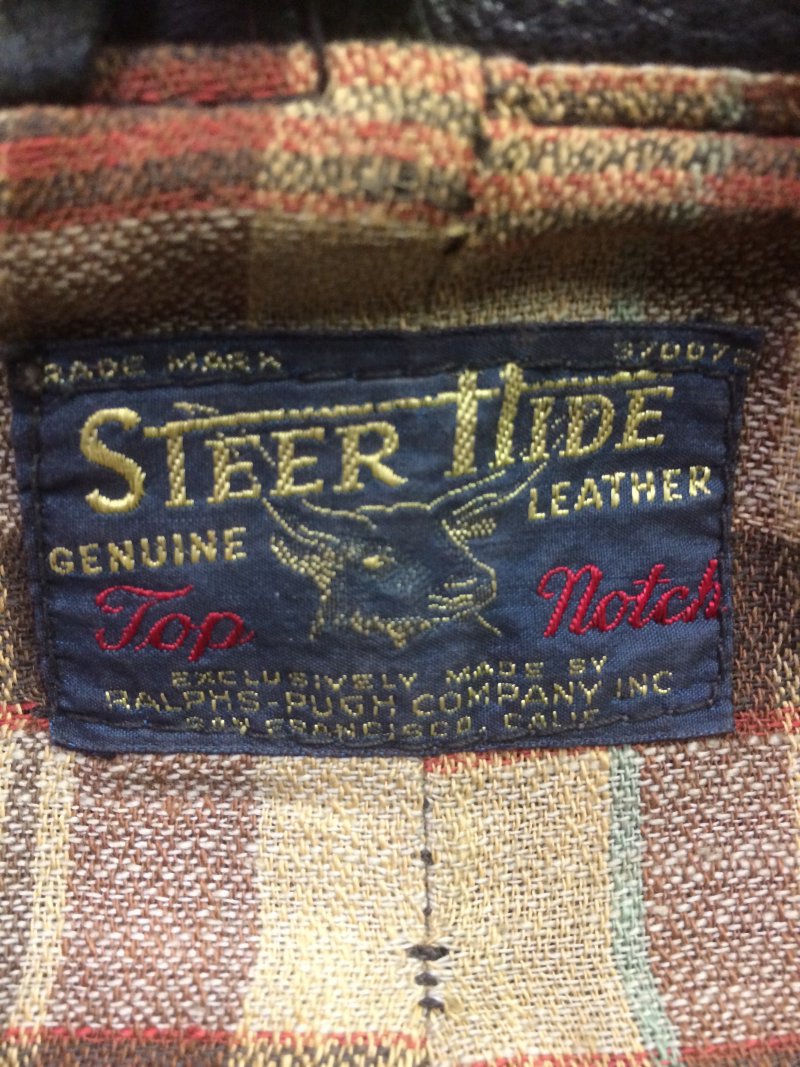 TRADE MARK
STEER HIDE
GENUINE LEATHER
Top Notch
EXCLUSIVELY MADE BY
RALPHS-PUGH COMPANY INC
SAN FRANCISCO, CALIF